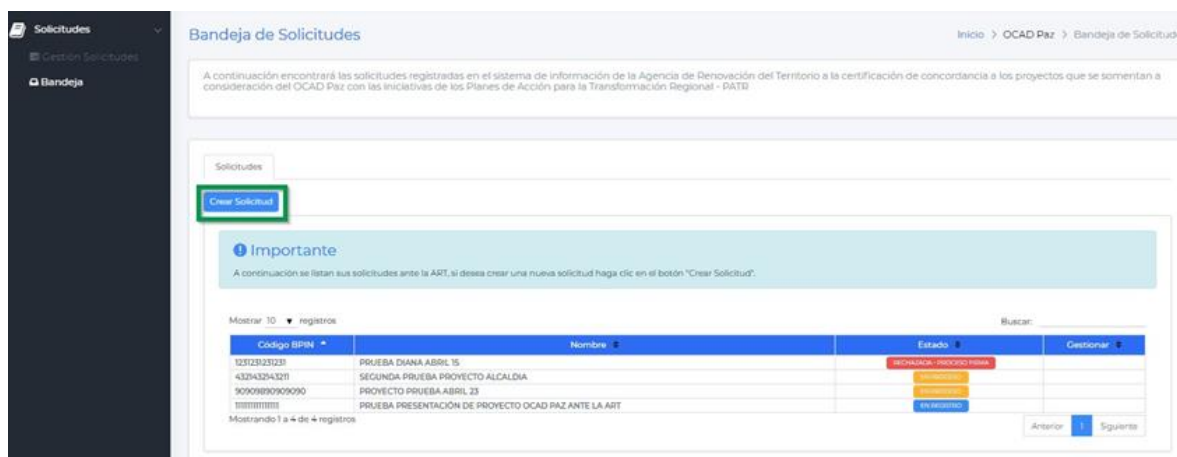 Solicitudes
Gestión Solicitudes
Bandeja
Bandeja de Solicitudes
Inicio > OCAD Paz > Bandeja de Solicitud
A continuación encontrará las solicitudes registradas en el sistema de información de la Agencia de Renovación del Territorio a la certificación de concordancia a los proyectos que se somentan a
consideración del OCAD Paz con las iniciativas de los Planes de Acción para la Transformación Regional - PATR
Solicitudes
Crear Solicitud
Importante
A continuación se listan sus solicitudes ante la ART, si desea crear una nueva solicitud haga clic en el botón "Crear Solicitud".
Mostrar 10 registros
Buscar:
Código BPIN Nombre Estado Gestionar
1231231231231 PRUEBA DIANA ABRIL 15 RECHAZADA - PROCESO FIRMA
4321432143211 SEGUNDA PRUEBA PROYECTO ALCALDIA
90909890909090 PROYECTO PRUEBA ABRIL 23
PRUEBA PRESENTACIÓN DE PROYECTO OCAD PAZ ANTE LA ART EN REGISTRO
Mostrando 1 a 4 de 4 registros
Anterior 1 Siguiente